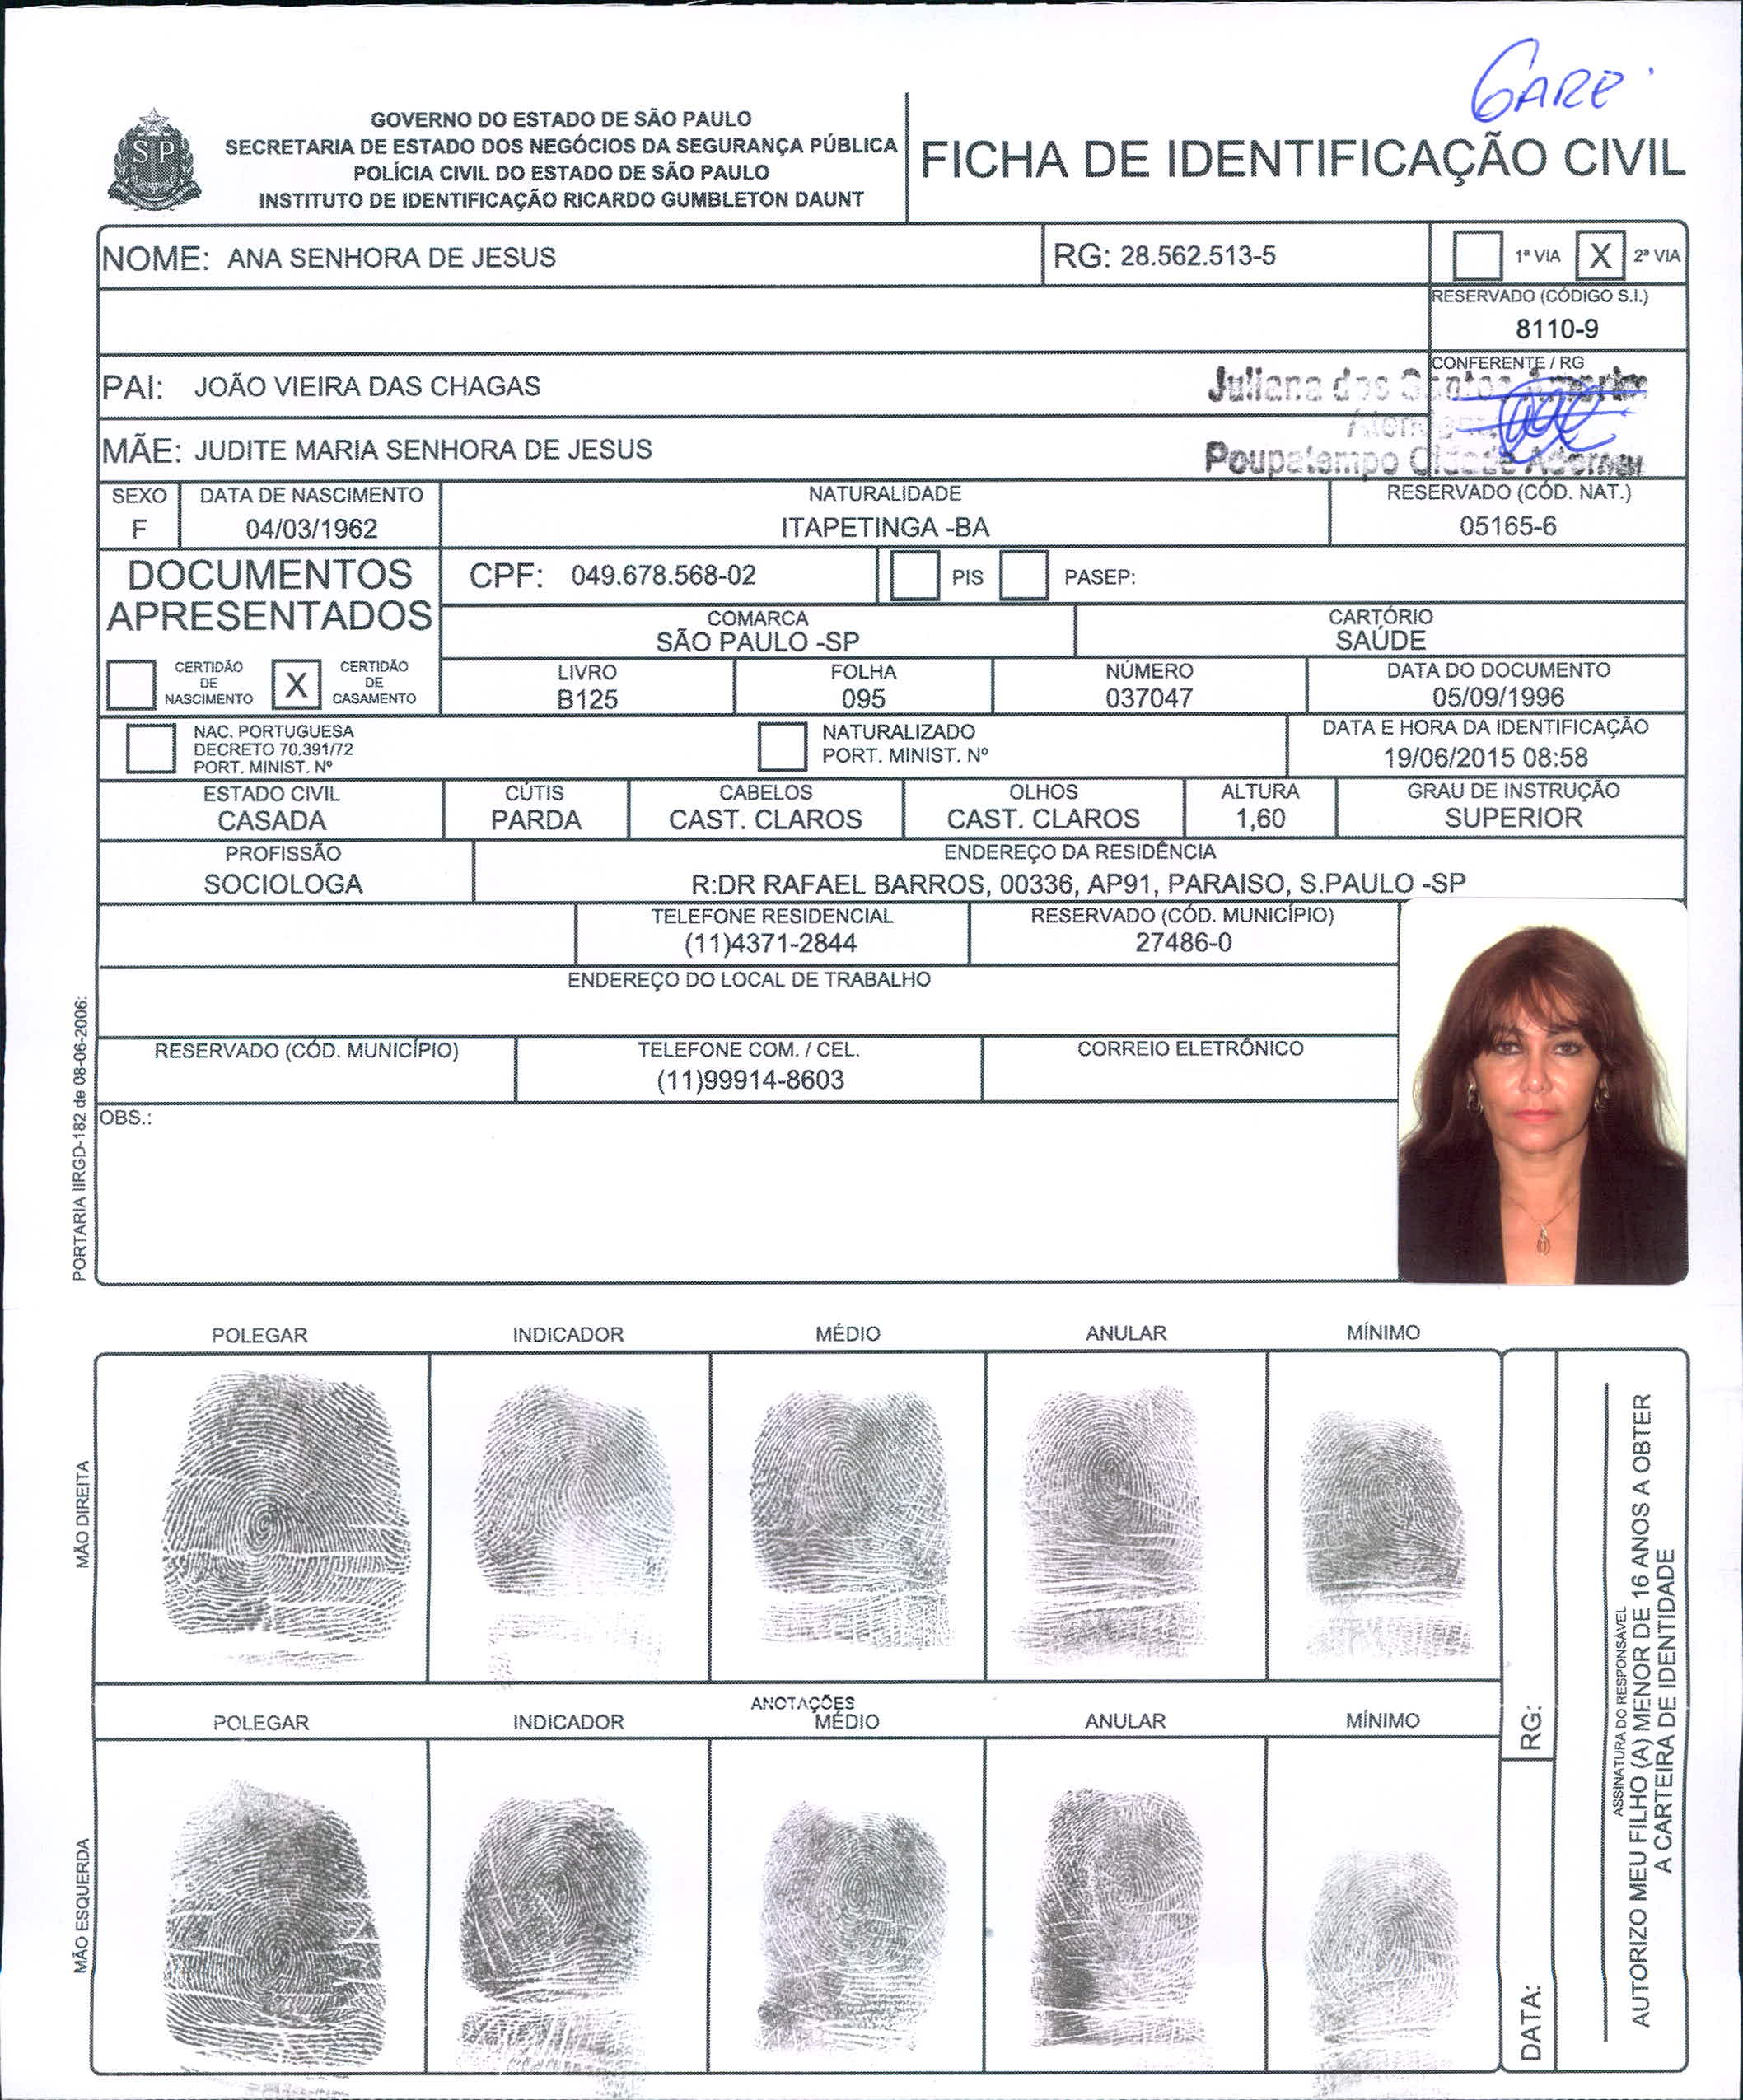 GARE
GOVERNO DO ESTADO DE SÃO PAULO
SECRETARIA DE ESTADO DOS NEGÓCIOS DA SEGURANÇA PÚBLICA
POLÍCIA CIVIL DO ESTADO DE SÃO PAULO
INSTITUTO DE IDENTIFICAÇÃO RICARDO GUMBLETON DAUNT
SP
FICHA DE IDENTIFICAÇÃO CIVIL
NOME: ANA SENHORA DE JESUS
RG: 28.562.513-5
1ª VIA X 2ª VIA
RESERVADO (CÓDIGO S.I.)
8110-9
PAI: JOÃO VIEIRA DAS CHAGAS
CONFERENTE / RG
Juliana dos Santos Amorim
MÃE: JUDITE MARIA SENHORA DE JESUS
Poupatempo Cidade Ademar
SEXO
F
DATA DE NASCIMENTO
04/03/1962
NATURALIDADE
ITAPETINGA -BA
RESERVADO (CÓD. NAT.)
05165-6
DOCUMENTOS
APRESENTADOS
CPF: 049.678.568-02
PIS
PASEP:
COMARCA
SÃO PAULO -SP
CARTÓRIO
SAÚDE
CERTIDÃO
DE
NASCIMENTO
X
CERTIDÃO
DE
CASAMENTO
LIVRO
B125
FOLHA
095
NÚMERO
037047
DATA DO DOCUMENTO
05/09/1996
NAC. PORTUGUESA
DECRETO 70.391/72
PORT. MINIST. Nº
NATURALIZADO
PORT. MINIST. Nº
DATA E HORA DA IDENTIFICAÇÃO
19/06/2015 08:58
ESTADO CIVIL
CASADA
CÚTIS
PARDA
CABELOS
CAST. CLAROS
OLHOS
CAST. CLAROS
ALTURA
1,60
GRAU DE INSTRUÇÃO
SUPERIOR
PROFISSÃO
SOCIOLOGA
ENDEREÇO DA RESIDÊNCIA
R:DR RAFAEL BARROS, 00336, AP91, PARAISO, S.PAULO -SP
TELEFONE RESIDENCIAL
(11)4371-2844
RESERVADO (CÓD. MUNICÍPIO)
27486-0
ENDEREÇO DO LOCAL DE TRABALHO
RESERVADO (CÓD. MUNICÍPIO)
TELEFONE COM. / CEL.
(11)99914-8603
CORREIO ELETRÔNICO
OBS.:
PORTARIA IIRGD-182 de 08-06-2006:
POLEGAR INDICADOR MÉDIO ANULAR MÍNIMO
MÃO DIREITA
ANOTAÇÕES
POLEGAR INDICADOR MÉDIO ANULAR MÍNIMO
MÃO ESQUERDA
RG:
DATA:
ASSINATURA DO RESPONSÁVEL
AUTORIZO MEU FILHO (A) MENOR DE 16 ANOS A OBTER
A CARTEIRA DE IDENTIDADE